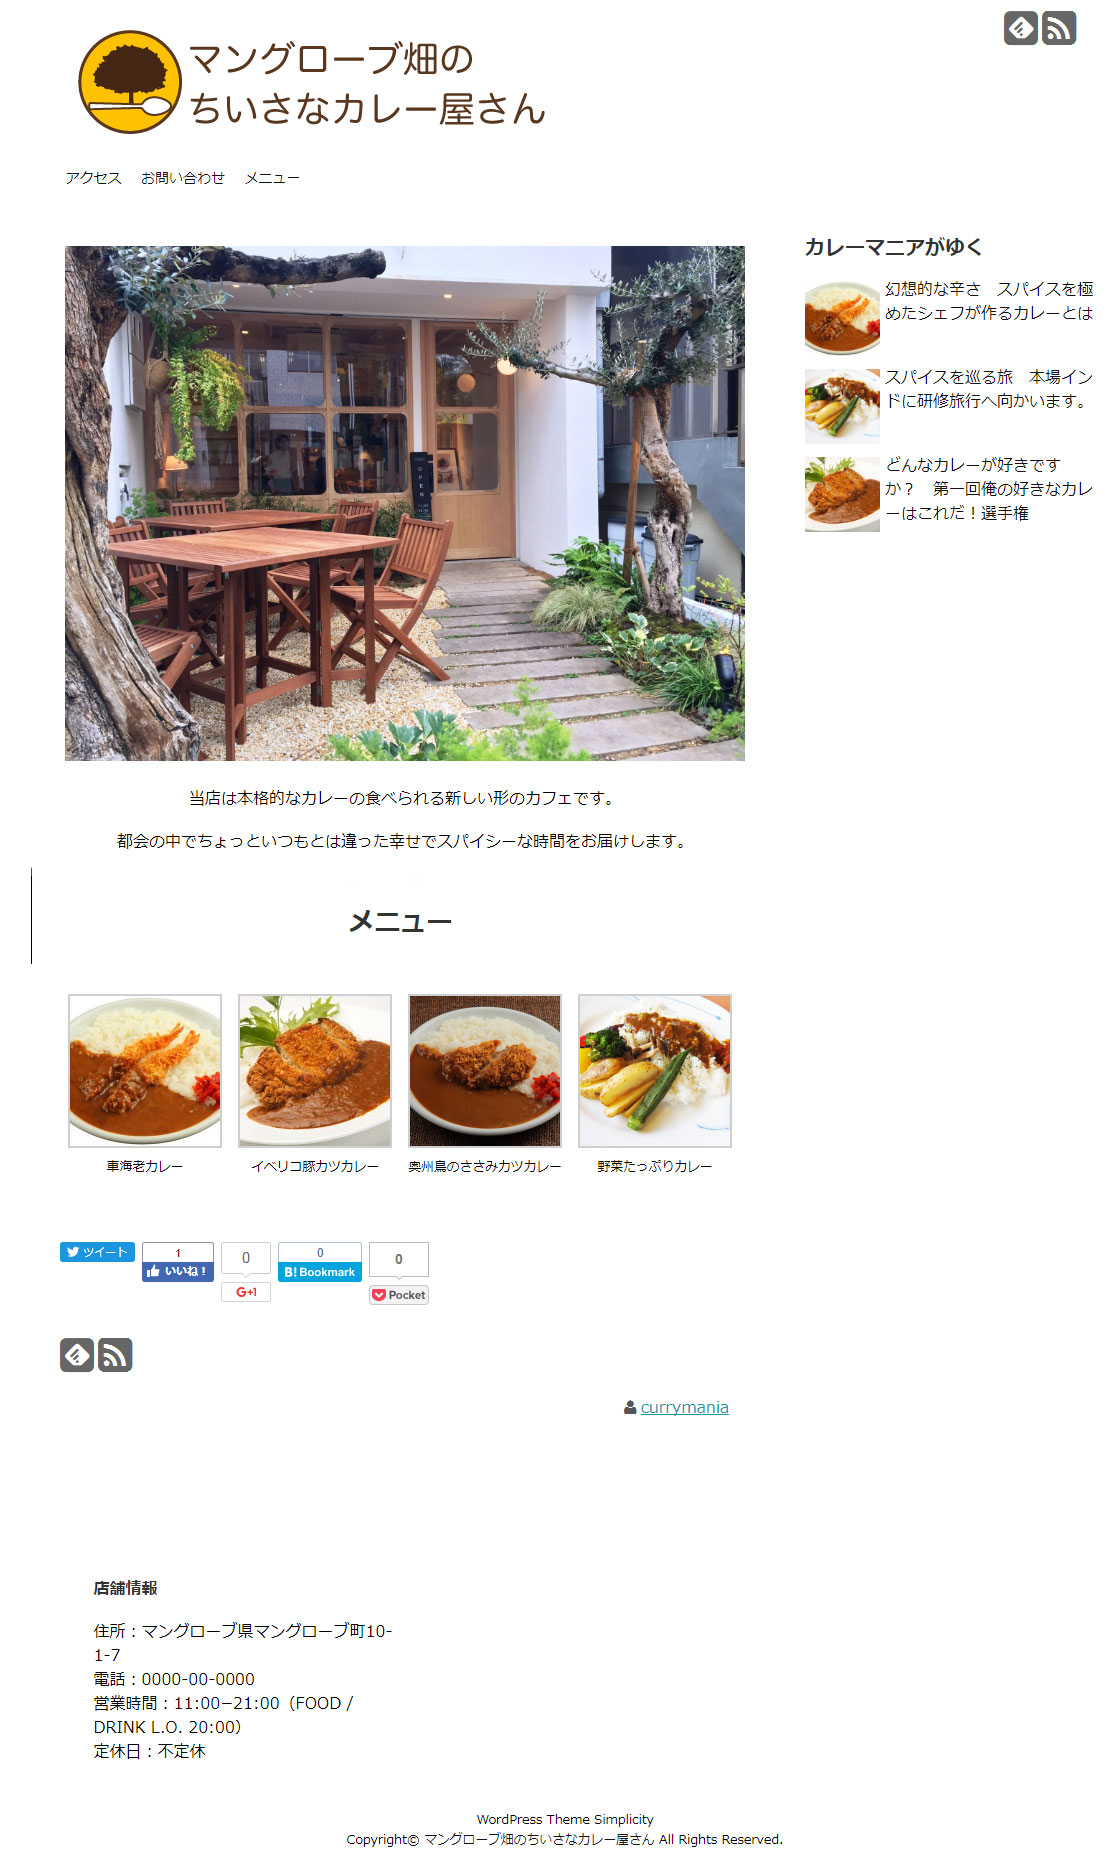 マングローブ畑の
ちいさなカレー屋さん
アクセス お問い合わせ メニュー
OPEN
当店は本格的なカレーの食べられる新しい形のカフェです。
都会の中でちょっといつもとは違った幸せでスパイシーな時間をお届けします。
メニュー
車海老カレー イベリコ豚カツカレー 奥州鳥のささみカツカレー 野菜たっぷりカレー
ツイート 1 0 0 0
いいね！ G+1 B!Bookmark Pocket
currymania
カレーマニアがゆく
幻想的な辛さ　スパイスを極
めたシェフが作るカレーとは
スパイスを巡る旅　本場イン
ドに研修旅行へ向かいます。
どんなカレーが好きです
か？　第一回俺の好きなカレ
ーはこれだ！選手権
店舗情報
住所：マングローブ県マングローブ町10-
1-7
電話：0000-00-0000
営業時間：11:00−21:00（FOOD /
DRINK L.O. 20:00）
定休日：不定休
WordPress Theme Simplicity
Copyright© マングローブ畑のちいさなカレー屋さん All Rights Reserved.